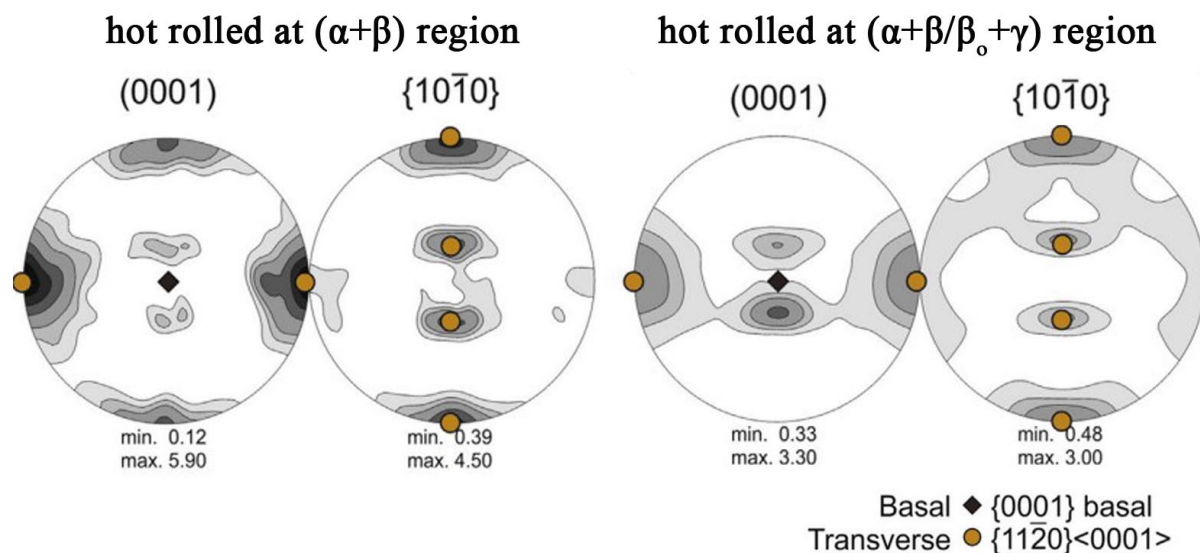 hot rolled at (α+β) region
hot rolled at (α+β/βₒ+γ) region
(0001)
{101̄0}
(0001)
{101̄0}
min. 0.12
max. 5.90
min. 0.39
max. 4.50
min. 0.33
max. 3.30
min. 0.48
max. 3.00
Basal ◆ {0001} basal
Transverse ● {112̄0}<0001>